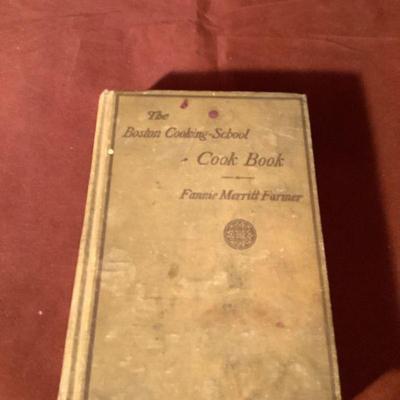 The
Boston Cooking-School
Cook Book
Fannie Merritt Farmer